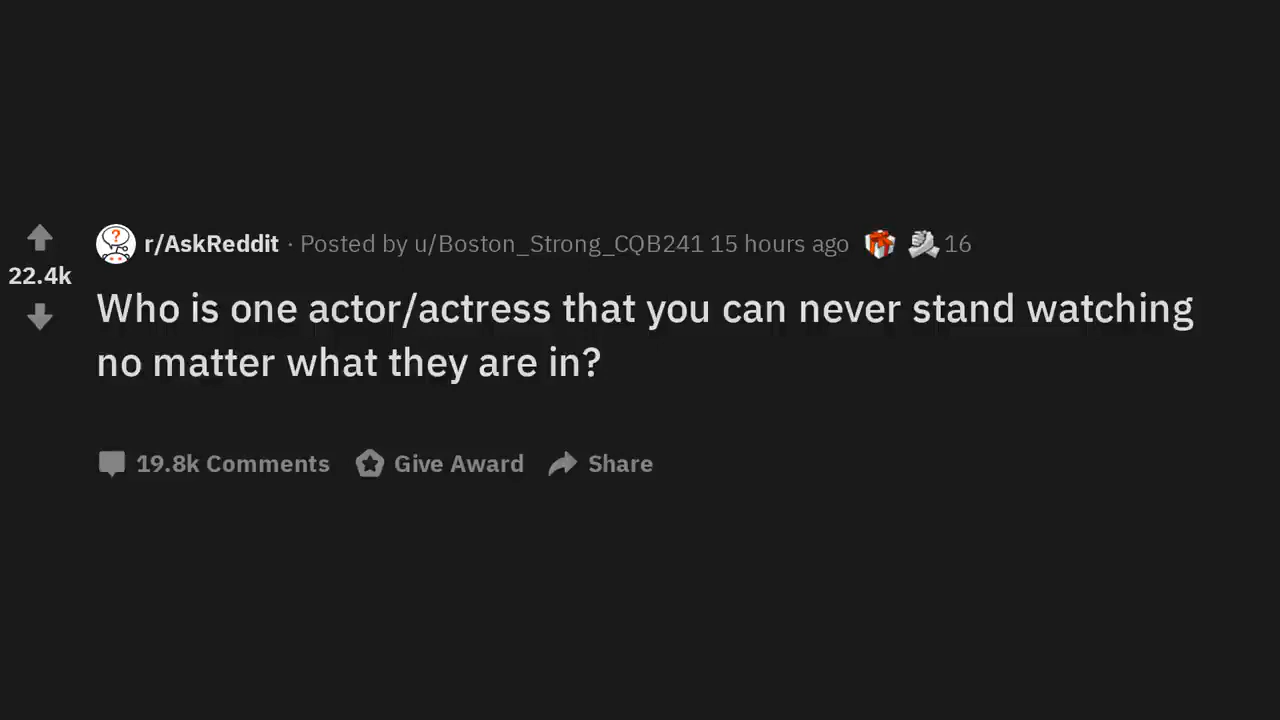 r/AskReddit · Posted by u/Boston_Strong_CQB241 15 hours ago 16
22.4k
Who is one actor/actress that you can never stand watching
no matter what they are in?
19.8k Comments Give Award Share